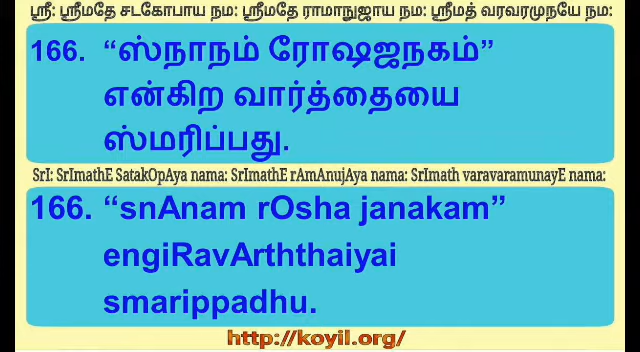 ஸ்ரீ: ஸ்ரீமதே சடகோபாய நம: ஸ்ரீமதே ராமாநுஜாய நம: ஸ்ரீமத் வரவரமுநயே நம:
166. “ஸ்நாநம் ரோஷஜநகம்”
என்கிற வார்த்தையை
ஸ்மரிப்பது.
SrI: SrImathE SatakOpAya nama: SrImathE rAmAnujAya nama: SrImath varavaramunayE nama:
166. “snAnam rOsha janakam”
engiRavArththaiyai
smarippadhu.
http://koyil.org/